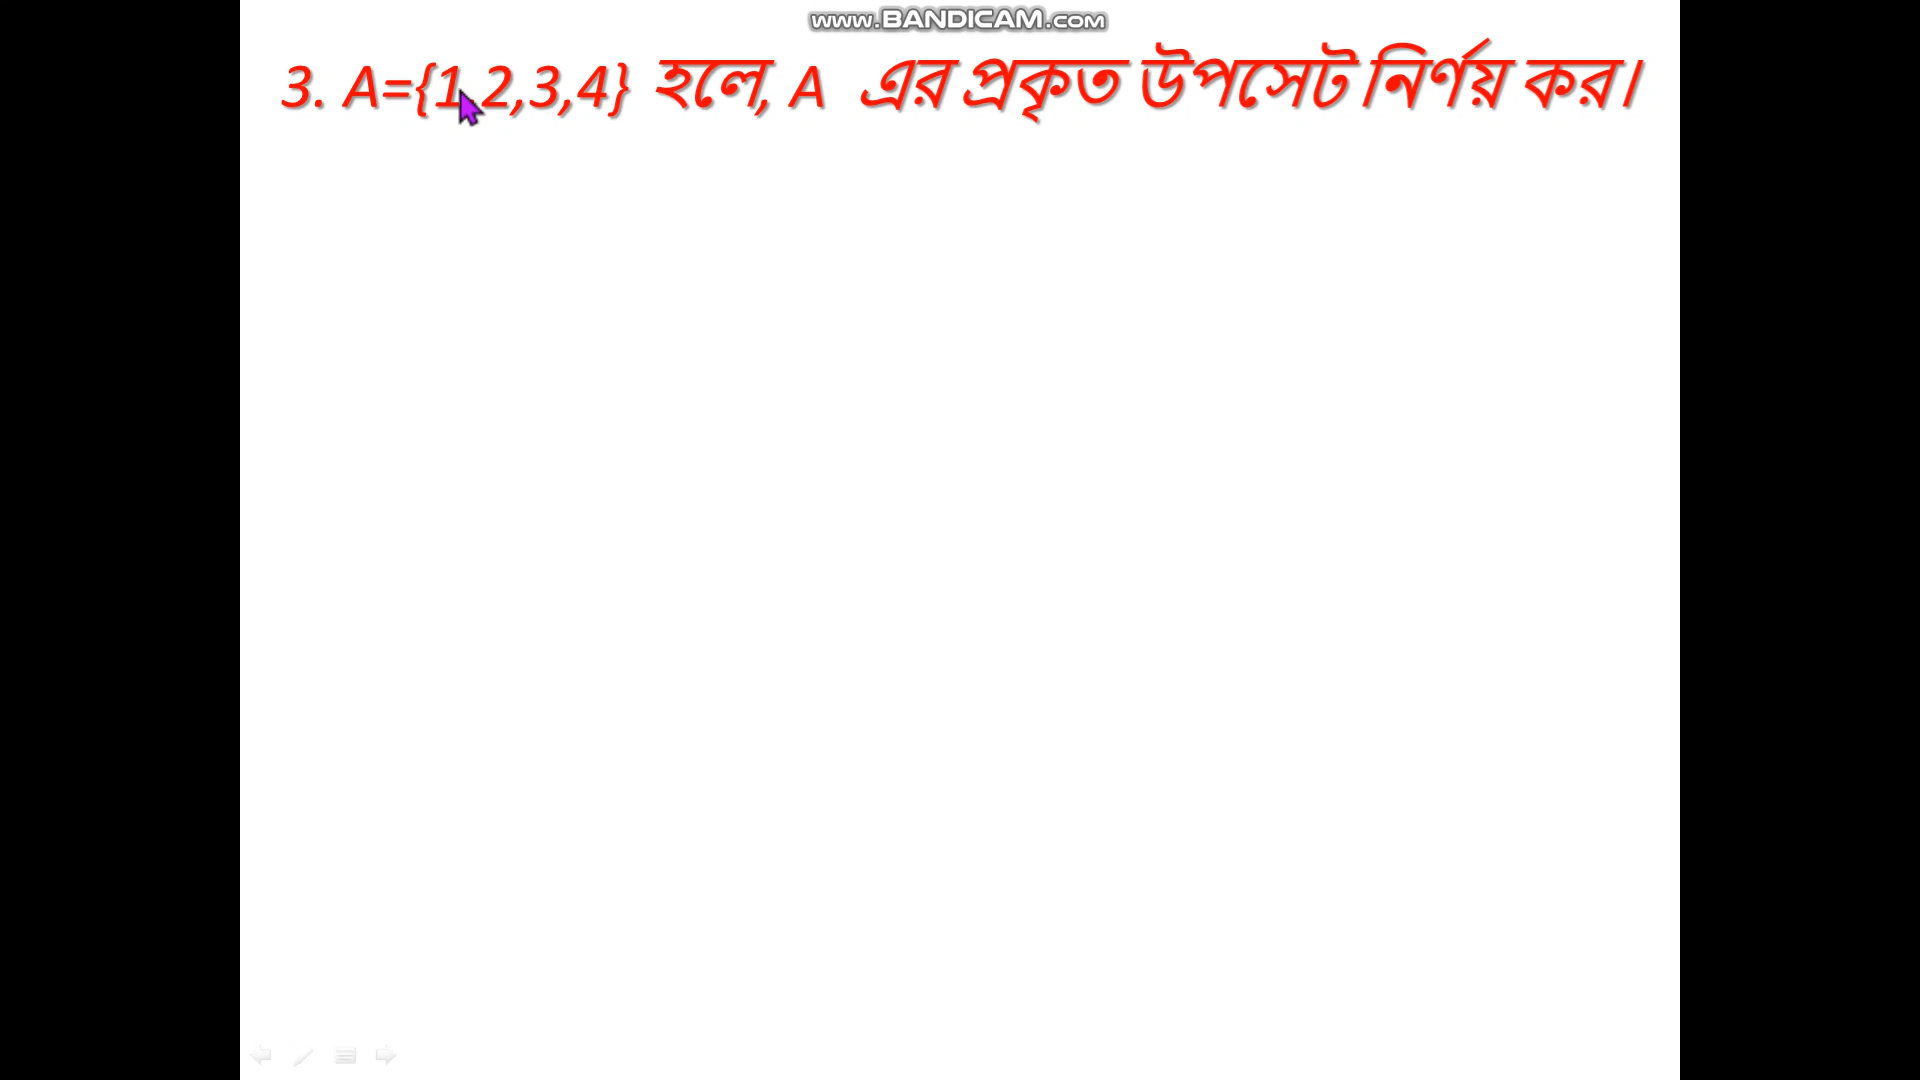 www.BANDICAM.com
3. A={1,2,3,4} হলে, A এর প্রকৃত উপসেট নির্ণয় কর।